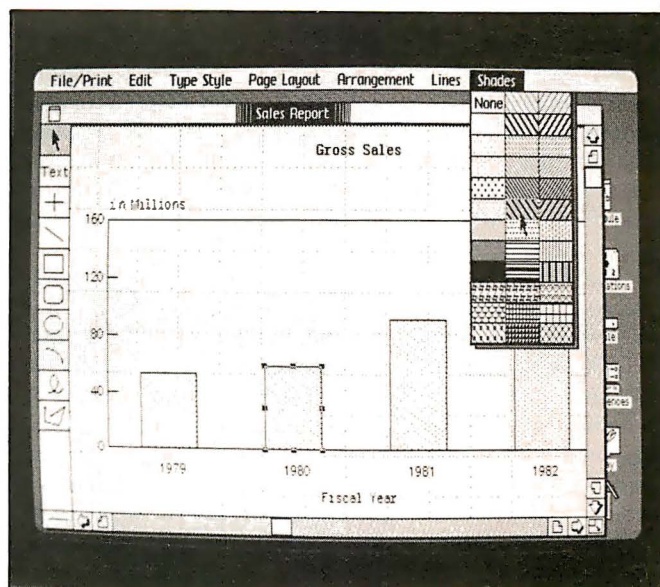 File/Print Edit Type Style Page Layout Arrangement Lines Shades
None
Sales Report
Gross Sales
Text
in Millions
160
120
80
40
0
1979 1980 1981 1982
Fiscal Year